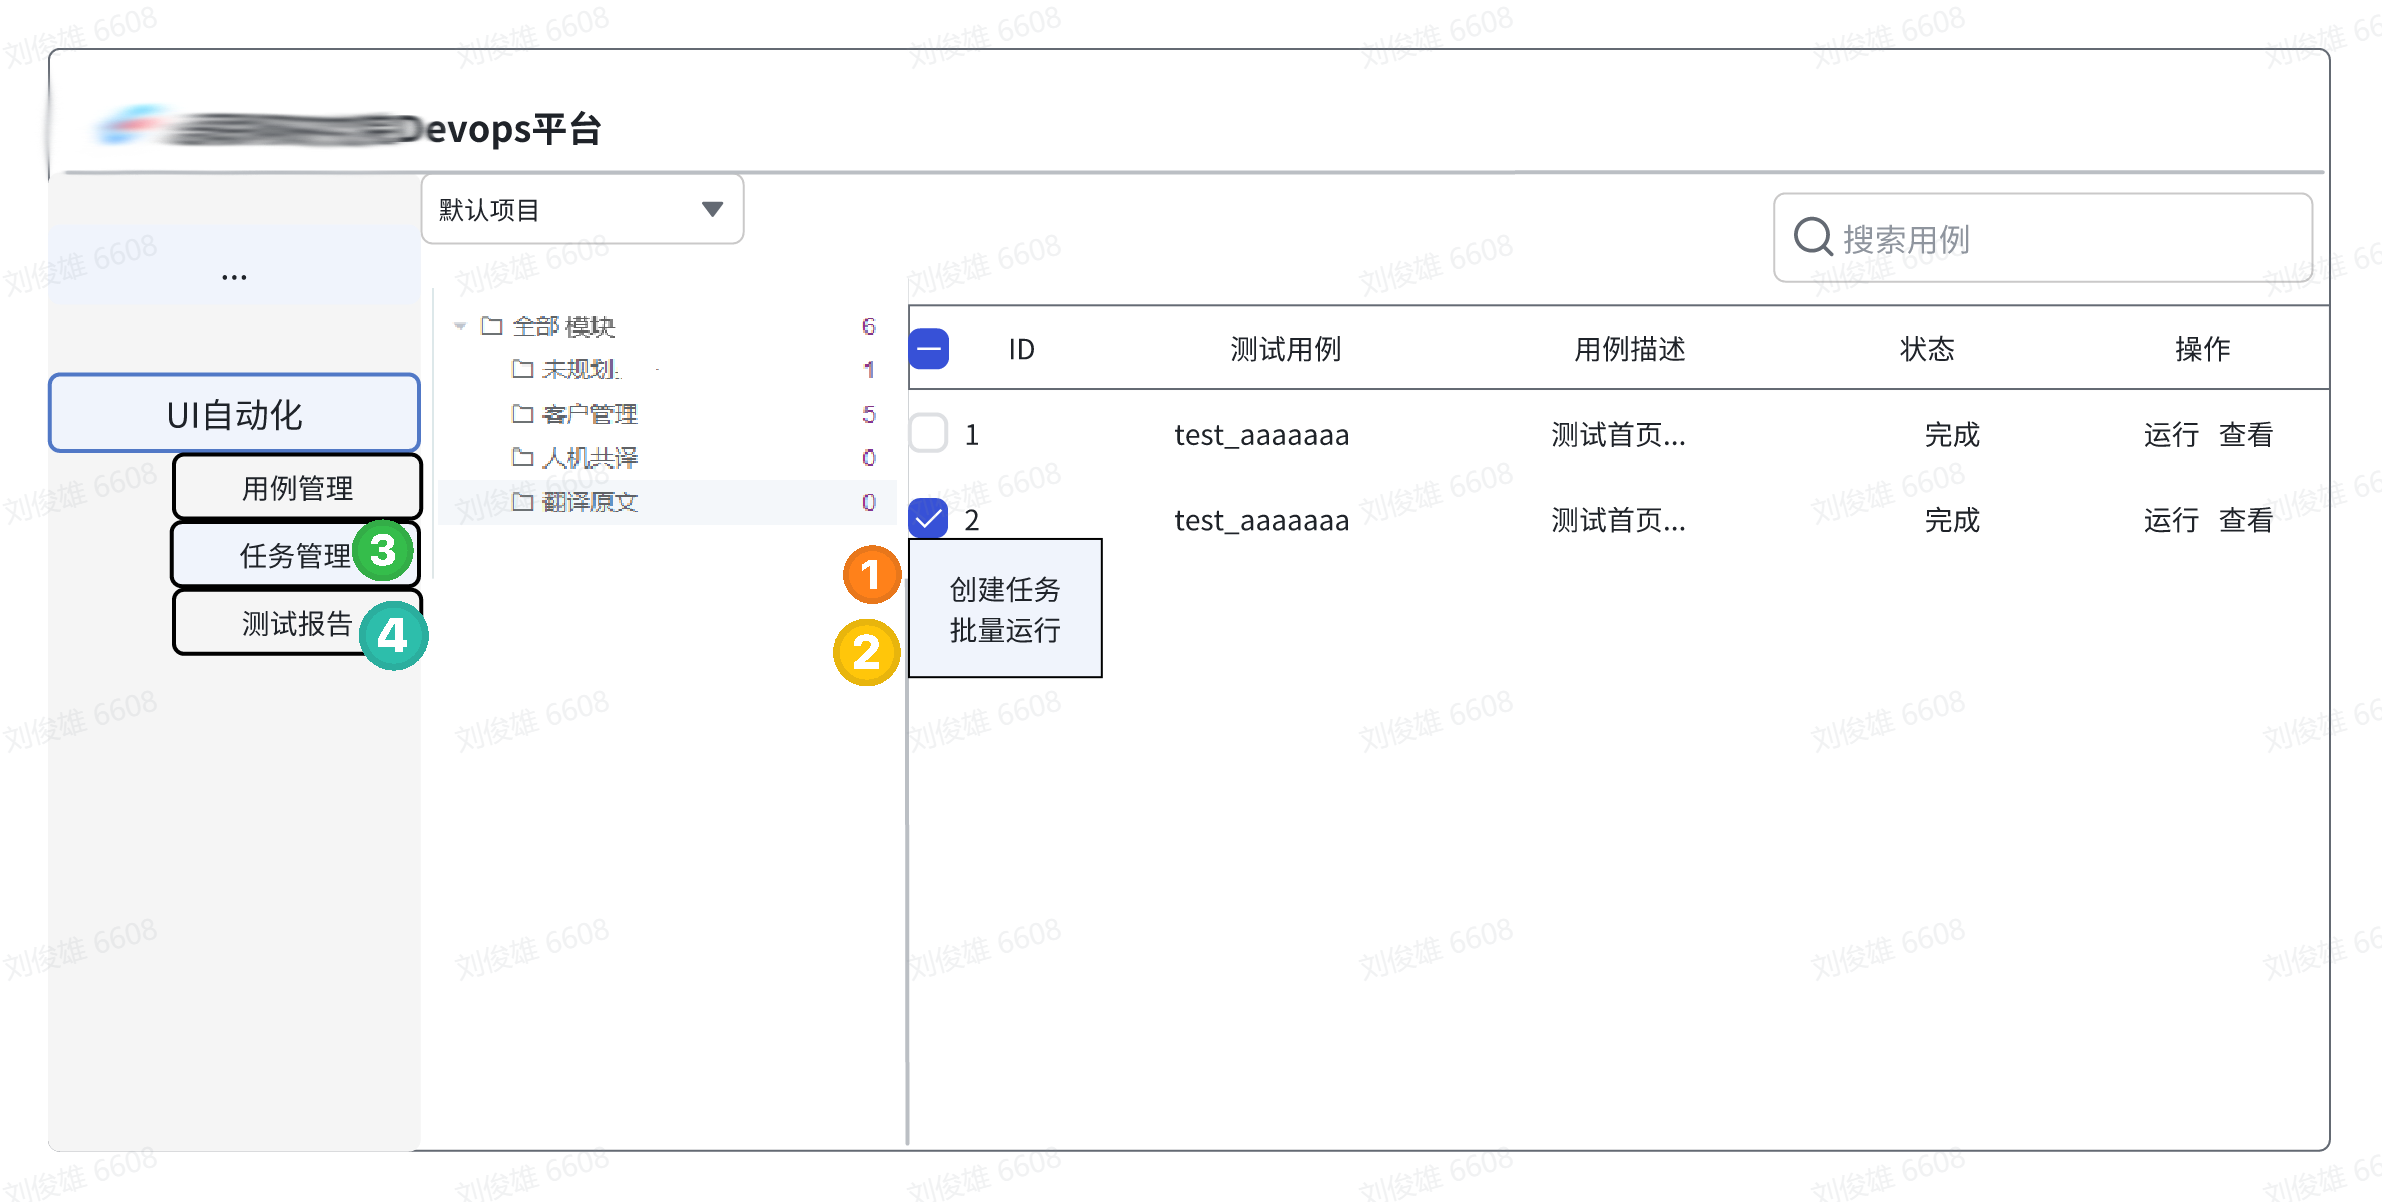 Devops平台
默认项目
搜索用例
...
全部 模块 6
未规划. 1
客户管理 5
人机共译 0
翻译原文 0
UI自动化
用例管理
任务管理 3
测试报告 4
ID 测试用例 用例描述 状态 操作
1 test_aaaaaaa 测试首页... 完成 运行 查看
2 test_aaaaaaa 测试首页... 完成 运行 查看
1 创建任务
2 批量运行
刘俊雄 6608